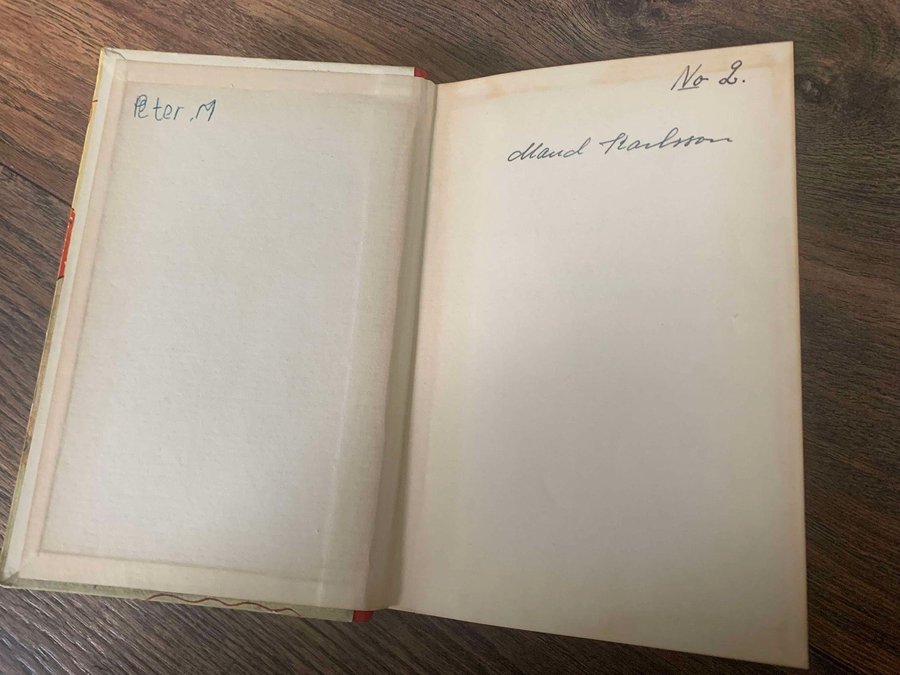 Peter.M
No 2.
Maud Karlsson